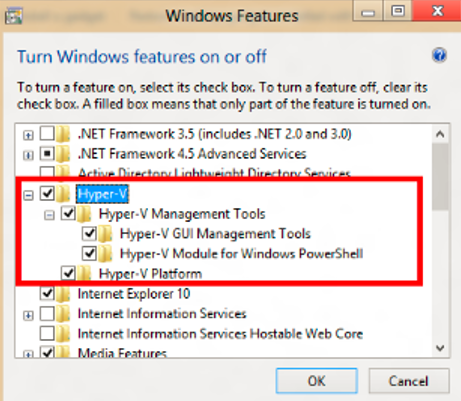 Windows Features
Turn Windows features on or off
To turn a feature on, select its check box. To turn a feature off, clear its
check box. A filled box means that only part of the feature is turned on.
.NET Framework 3.5 (includes .NET 2.0 and 3.0)
.NET Framework 4.5 Advanced Services
Active Directory Lightweight Directory Services
Hyper-V
Hyper-V Management Tools
Hyper-V GUI Management Tools
Hyper-V Module for Windows PowerShell
Hyper-V Platform
Internet Explorer 10
Internet Information Services
Internet Information Services Hostable Web Core
Media Features
OK
Cancel